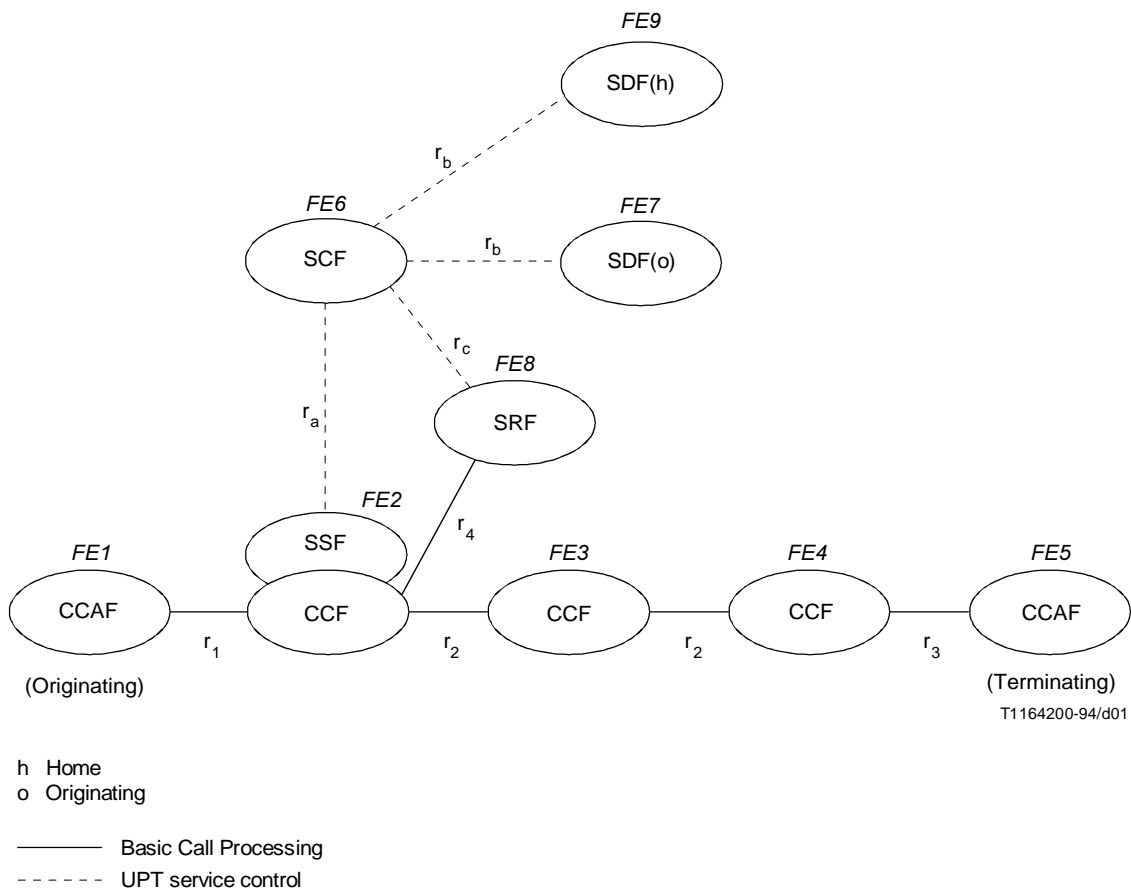 FE9
SDF(h)
r_b
FE6
FE7
SCF
r_b
SDF(o)
r_c
FE8
r_a
SRF
FE2
SSF
r_4
FE1
FE3
FE4
FE5
CCAF
CCF
CCF
CCF
CCAF
r_1
r_2
r_2
r_3
(Originating)
(Terminating)
T1164200-94/d01
h Home
o Originating
Basic Call Processing
UPT service control